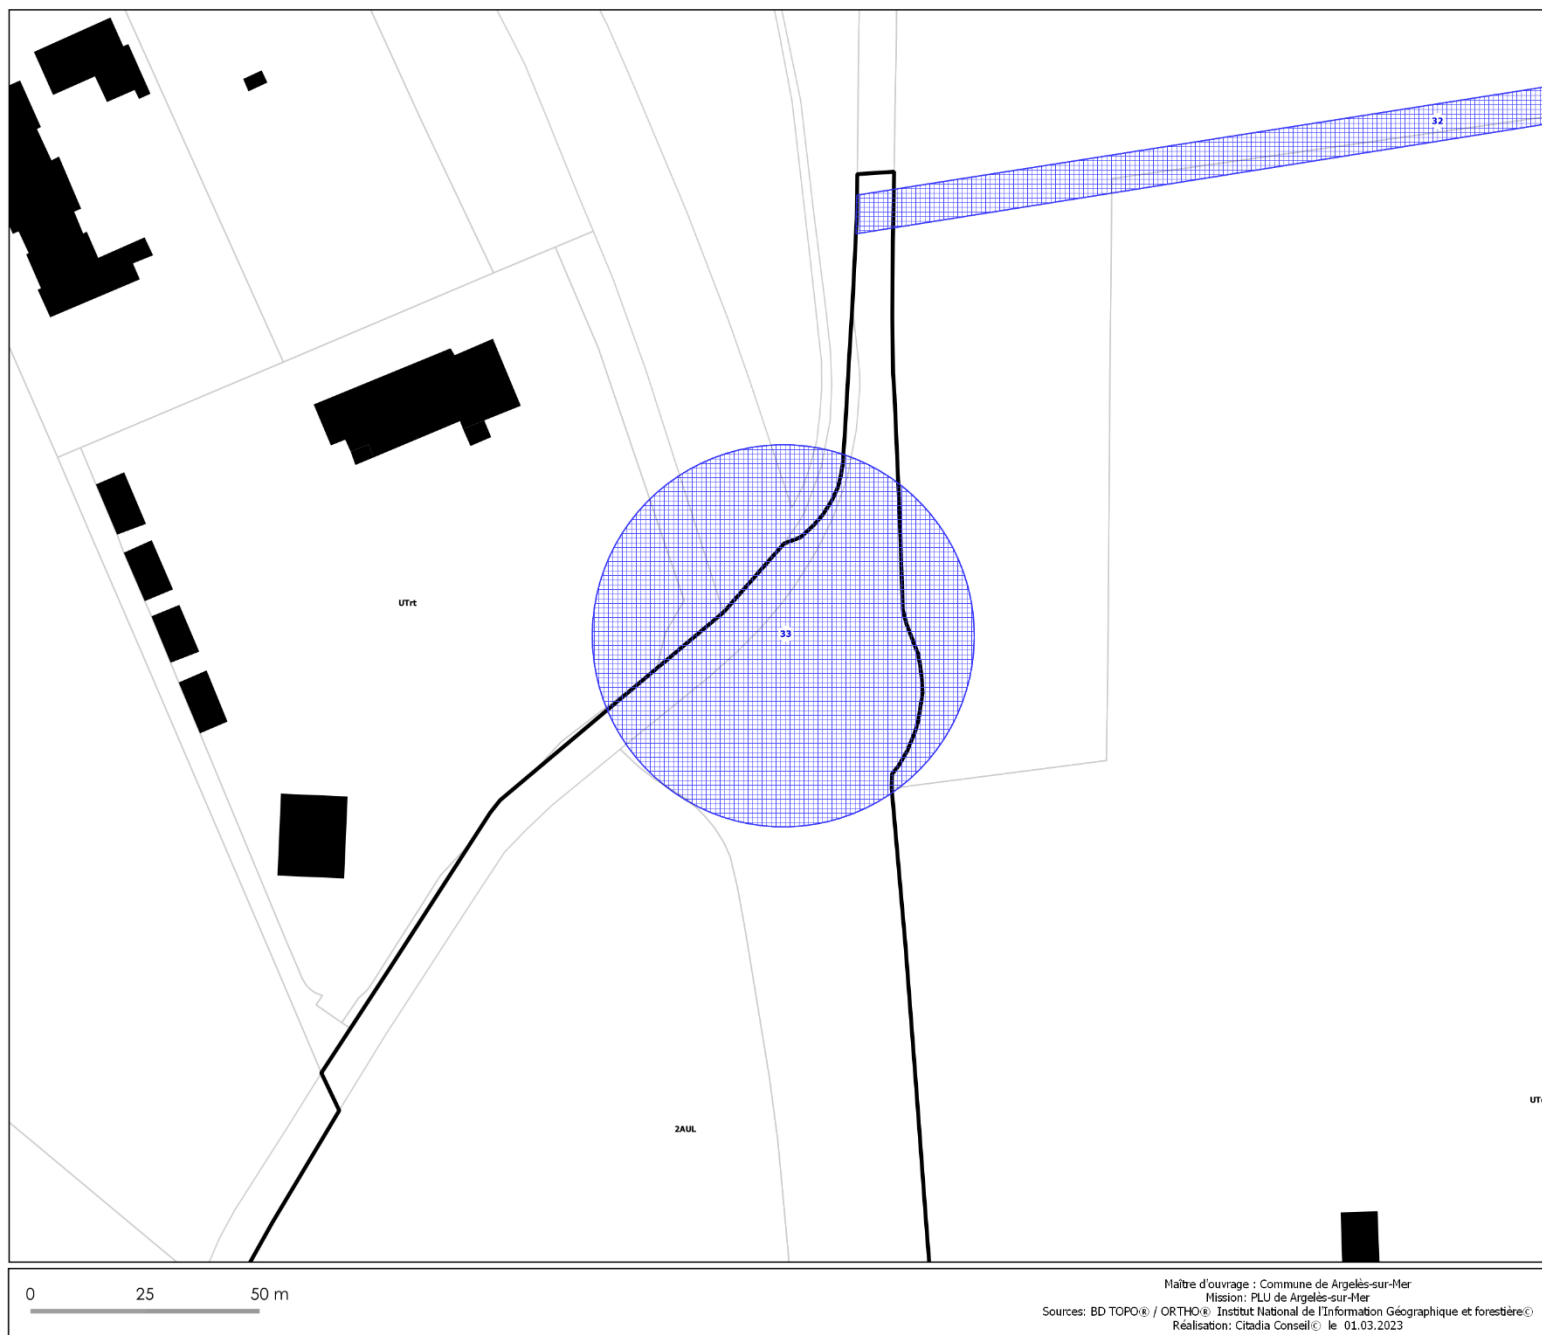 32
33
UTrt
2AUL
0 25 50 m
Maître d'ouvrage : Commune de Argelès-sur-Mer
Mission: PLU de Argelès-sur-Mer
Sources: BD TOPO® / ORTHO® Institut National de l'Information Géographique et forestière©
Réalisation: Citadia Conseil© le 01.03.2023